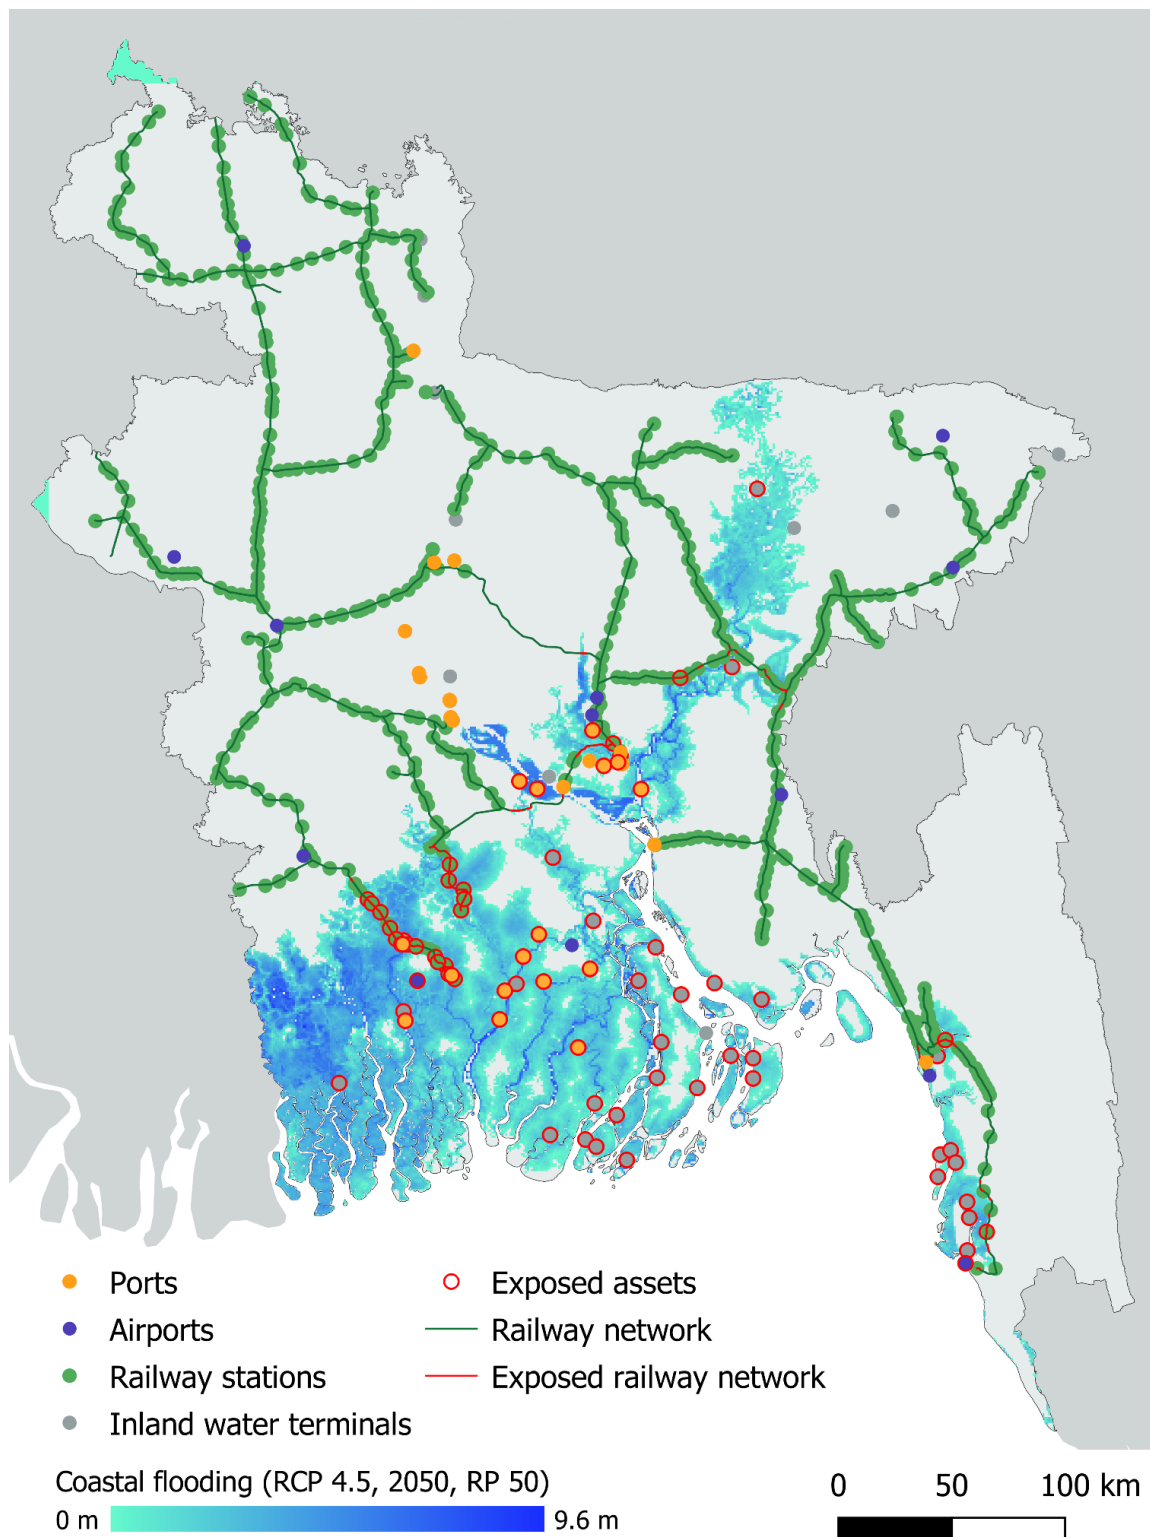 Ports
Exposed assets
Airports
Railway network
Railway stations
Exposed railway network
Inland water terminals
Coastal flooding (RCP 4.5, 2050, RP 50)
0 m
9.6 m
0 50 100 km